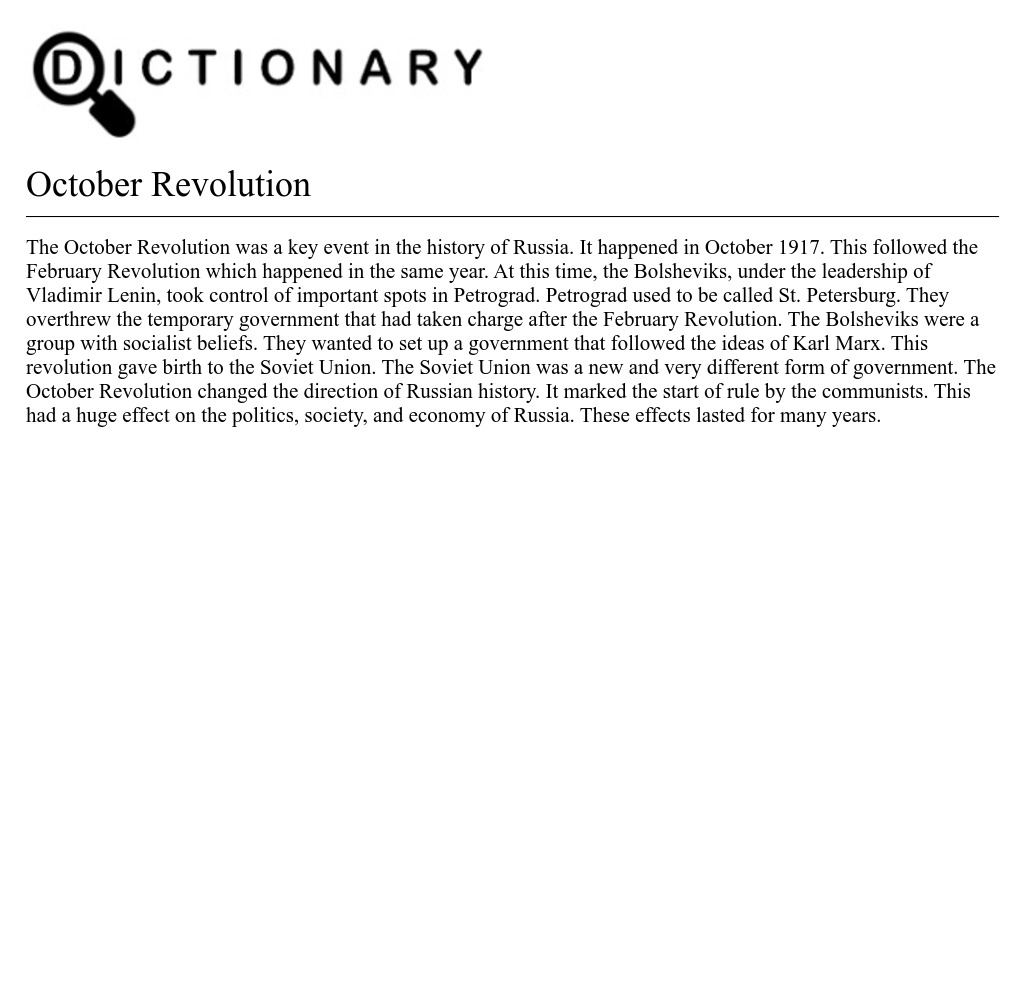 DICTIONARY
October Revolution
The October Revolution was a key event in the history of Russia. It happened in October 1917. This followed the
February Revolution which happened in the same year. At this time, the Bolsheviks, under the leadership of
Vladimir Lenin, took control of important spots in Petrograd. Petrograd used to be called St. Petersburg. They
overthrew the temporary government that had taken charge after the February Revolution. The Bolsheviks were a
group with socialist beliefs. They wanted to set up a government that followed the ideas of Karl Marx. This
revolution gave birth to the Soviet Union. The Soviet Union was a new and very different form of government. The
October Revolution changed the direction of Russian history. It marked the start of rule by the communists. This
had a huge effect on the politics, society, and economy of Russia. These effects lasted for many years.